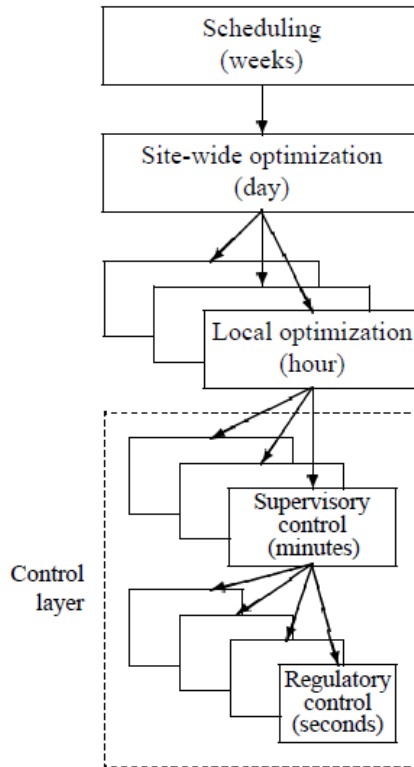 Scheduling
(weeks)
Site-wide optimization
(day)
Local optimization
(hour)
Supervisory
control
(minutes)
Control
layer
Regulatory
control
(seconds)